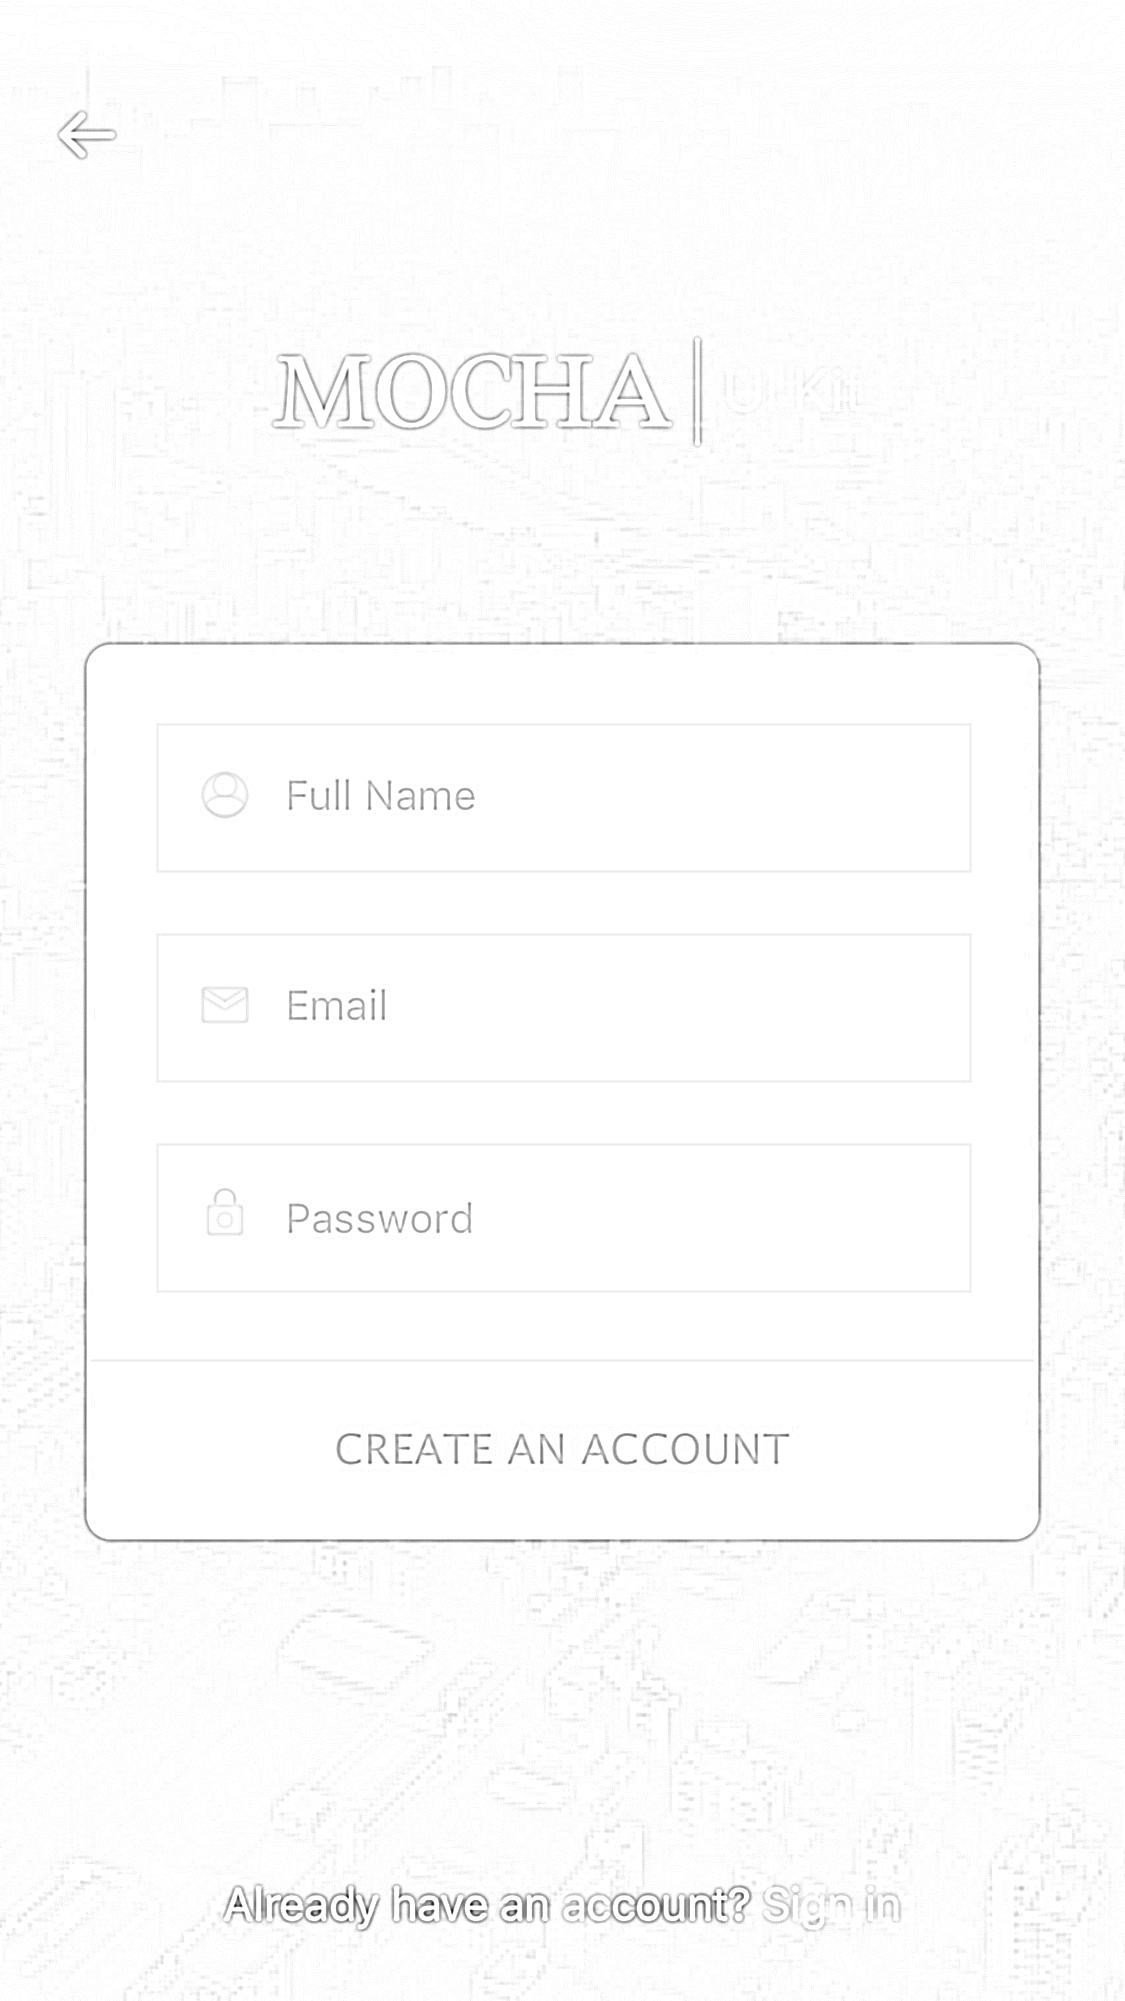 MOCHA UI Kit
Full Name
Email
Password
CREATE AN ACCOUNT
Already have an account? Sign in